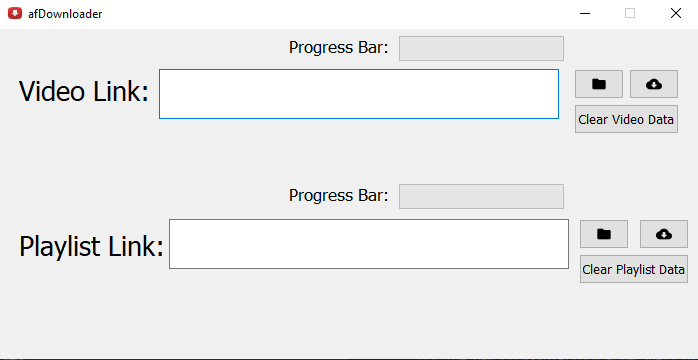 afDownloader
Progress Bar:
Video Link:
Clear Video Data
Progress Bar:
Playlist Link:
Clear Playlist Data